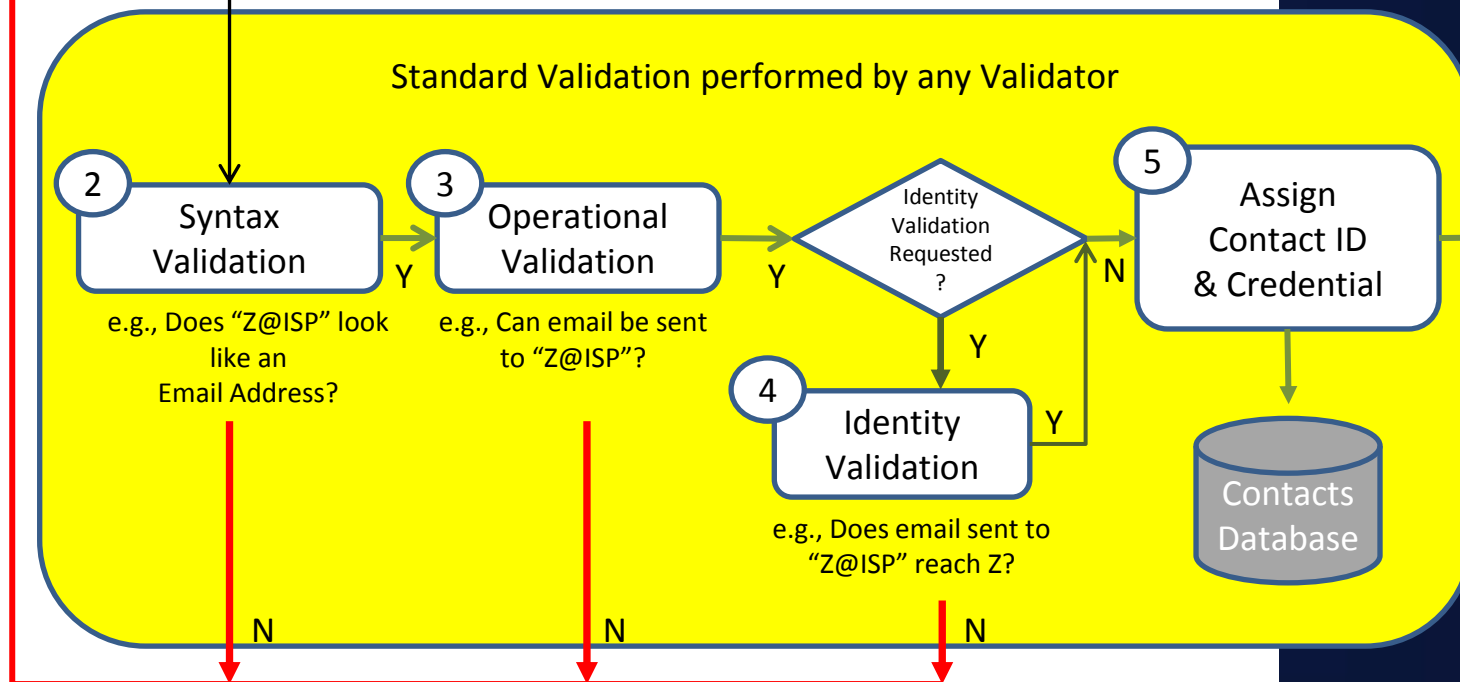 Standard Validation performed by any Validator
2
Syntax
Validation
Y
e.g., Does “Z@ISP” look
like an
Email Address?
N
3
Operational
Validation
Y
e.g., Can email be sent
to “Z@ISP”?
N
Identity
Validation
Requested
?
N
Y
4
Identity
Validation
Y
e.g., Does email sent to
“Z@ISP” reach Z?
N
5
Assign
Contact ID
& Credential
Contacts
Database